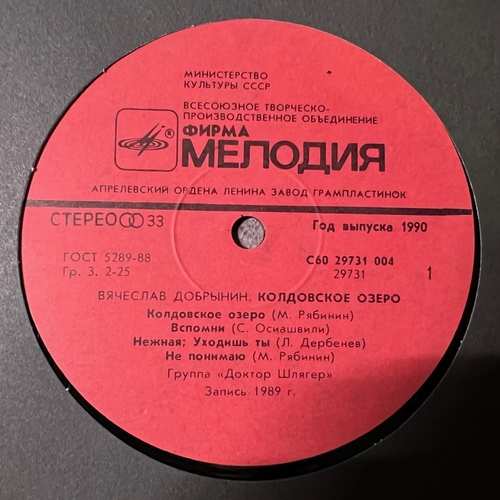 МИНИСТЕРСТВО
КУЛЬТУРЫ СССР
ВСЕСОЮЗНОЕ ТВОРЧЕСКО-
ПРОИЗВОДСТВЕННОЕ ОБЪЕДИНЕНИЕ
ФИРМА
МЕЛОДИЯ
®
АПРЕЛЕВСКИЙ ОРДЕНА ЛЕНИНА ЗАВОД ГРАМПЛАСТИНОК
СТЕРЕО 33
Год выпуска 1990
ГОСТ 5289-88
С60 29731 004
Гр. 3. 2-25
29731
1
ВЯЧЕСЛАВ ДОБРЫНИН. КОЛДОВСКОЕ ОЗЕРО
Колдовское озеро (М. Рябинин)
Вспомни (С. Осиашвили)
Нежная; Уходишь ты (Л. Дербенев)
Не понимаю (М. Рябинин)
Группа «Доктор Шлягер»
Запись 1989 г.